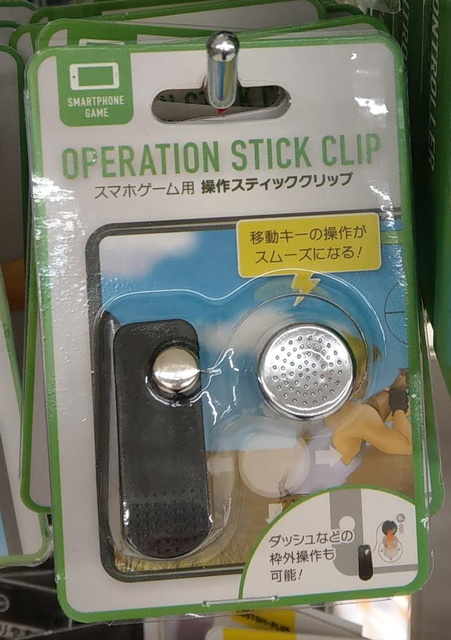 SMARTPHONE
GAME
OPERATION STICK CLIP
スマホゲーム用 操作スティッククリップ
移動キーの操作が
スムーズになる!
ダッシュなどの
枠外操作も
可能!
CONTROLLER